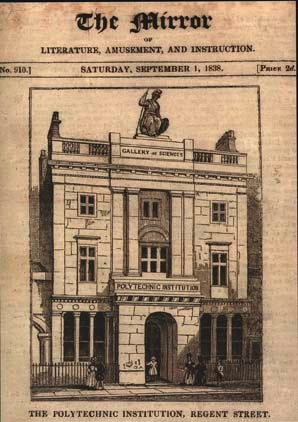 The Mirror
OF
LITERATURE, AMUSEMENT, AND INSTRUCTION.
No. 910.] SATURDAY, SEPTEMBER 1, 1838. [PRICE 2d.
GALLERY OF SCIENCES
POLYTECHNIC INSTITUTION
THE POLYTECHNIC INSTITUTION, REGENT STREET.